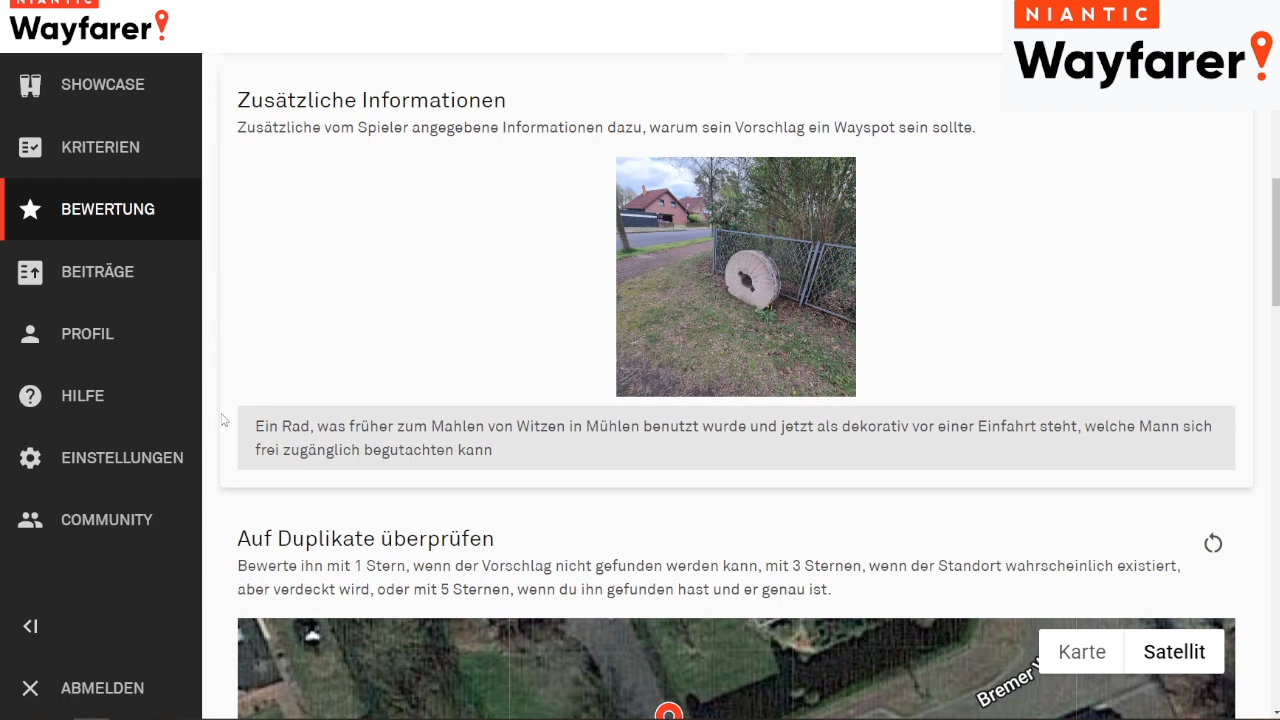 NIANTIC
Wayfarer!
NIANTIC
Wayfarer!
SHOWCASE
KRITERIEN
BEWERTUNG
BEITRÄGE
PROFIL
HILFE
EINSTELLUNGEN
COMMUNITY
ABMELDEN
Zusätzliche Informationen
Zusätzliche vom Spieler angegebene Informationen dazu, warum sein Vorschlag ein Wayspot sein sollte.
Ein Rad, was früher zum Mahlen von Witzen in Mühlen benutzt wurde und jetzt als dekorativ vor einer Einfahrt steht, welche Mann sich
frei zugänglich begutachten kann
Auf Duplikate überprüfen
Bewerte ihn mit 1 Stern, wenn der Vorschlag nicht gefunden werden kann, mit 3 Sternen, wenn der Standort wahrscheinlich existiert,
aber verdeckt wird, oder mit 5 Sternen, wenn du ihn gefunden hast und er genau ist.
Karte
Satellit
Bremer